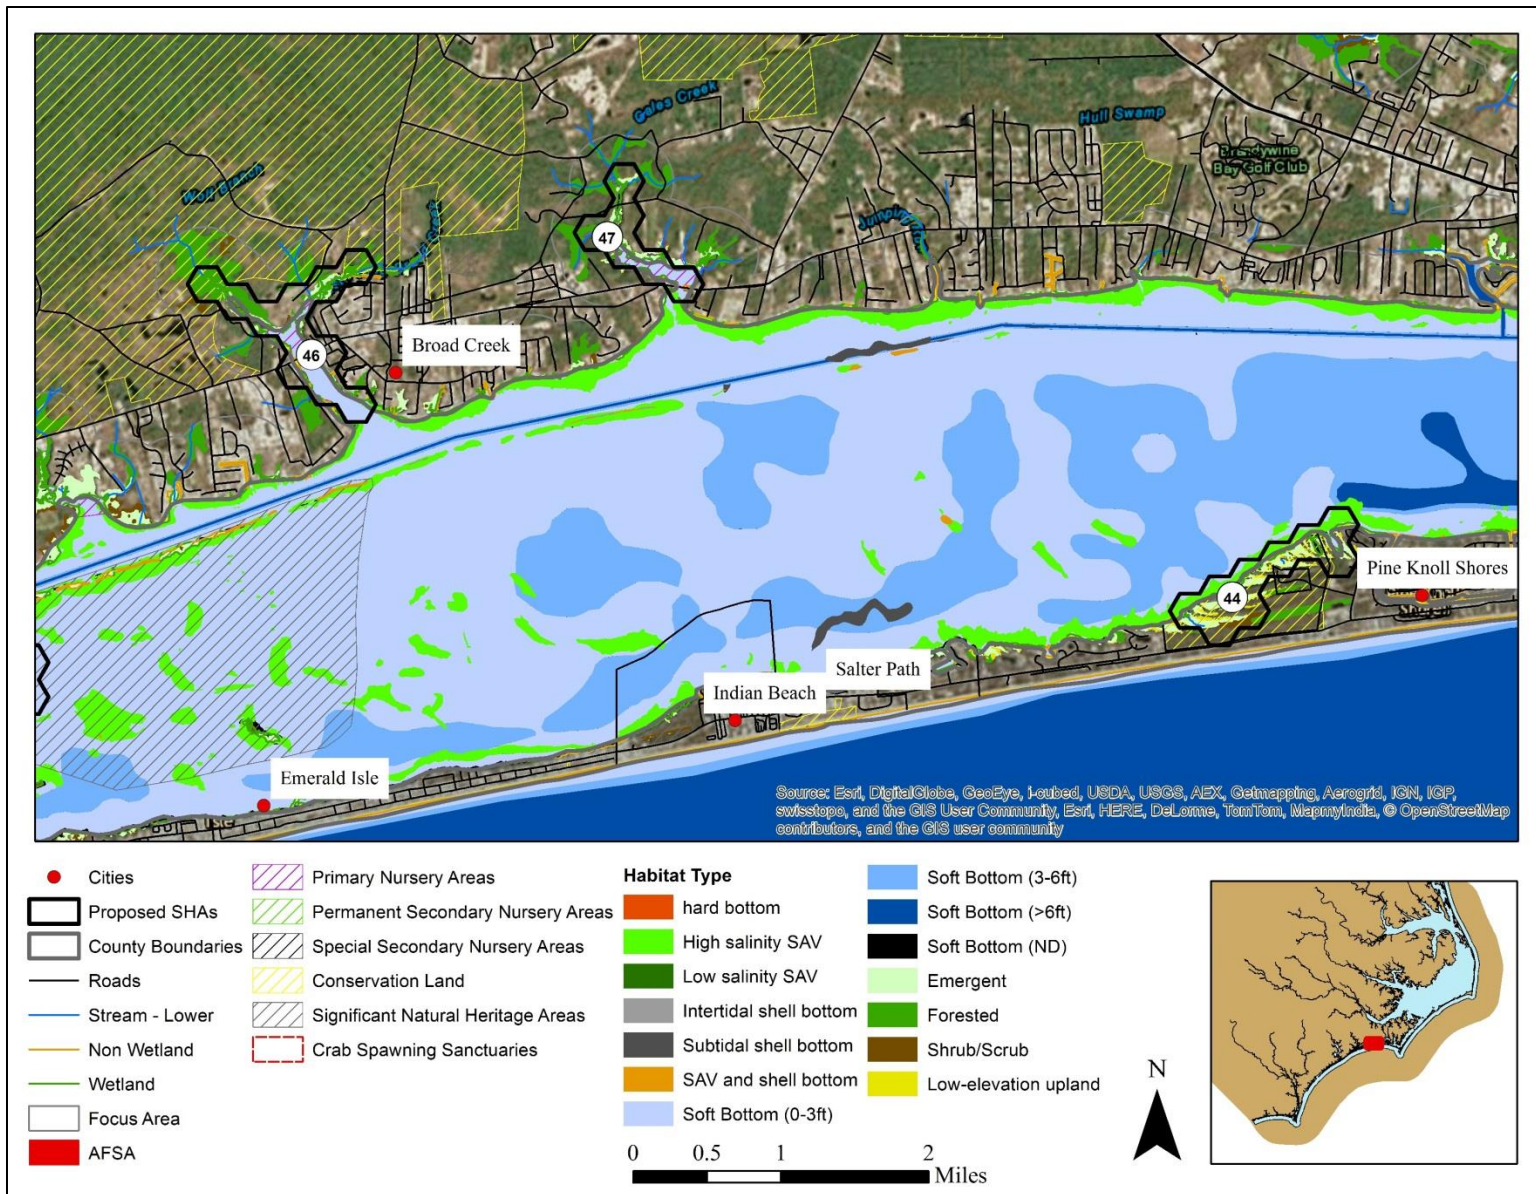 Gales Creek
Hull Swamp
Brandywine
Bay Golf Club
Wolf Branch
47
46
Broad Creek
44
Pine Knoll Shores
Salter Path
Indian Beach
Emerald Isle
Source: Esri, DigitalGlobe, GeoEye, i-cubed, USDA, USGS, AEX, Getmapping, Aerogrid, IGN, IGP,
swisstopo, and the GIS User Community, Esri, HERE, DeLorme, TomTom, MapmyIndia, © OpenStreetMap
contributors, and the GIS user community
Cities
Proposed SHAs
County Boundaries
Roads
Stream - Lower
Non Wetland
Wetland
Focus Area
AFSA
Primary Nursery Areas
Permanent Secondary Nursery Areas
Special Secondary Nursery Areas
Conservation Land
Significant Natural Heritage Areas
Crab Spawning Sanctuaries
Habitat Type
hard bottom
High salinity SAV
Low salinity SAV
Intertidal shell bottom
Subtidal shell bottom
SAV and shell bottom
Soft Bottom (0-3ft)
Soft Bottom (3-6ft)
Soft Bottom (>6ft)
Soft Bottom (ND)
Emergent
Forested
Shrub/Scrub
Low-elevation upland
0 0.5 1 2
Miles
N